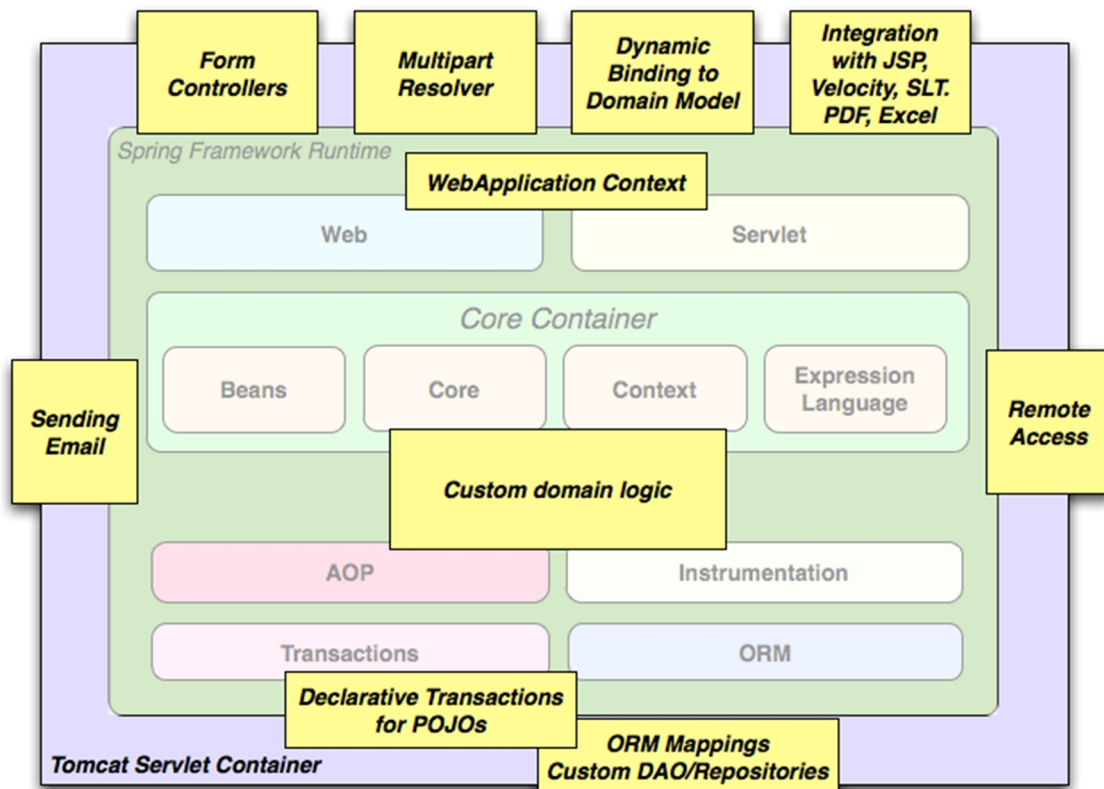 Form
Controllers
Multipart
Resolver
Dynamic
Binding to
Domain Model
Integration
with JSP,
Velocity, SLT.
PDF, Excel
Spring Framework Runtime
WebApplication Context
Web
Servlet
Core Container
Beans
Core
Context
Expression
Language
Sending
Email
Remote
Access
Custom domain logic
AOP
Instrumentation
Transactions
ORM
Declarative Transactions
for POJOs
ORM Mappings
Custom DAO/Repositories
Tomcat Servlet Container